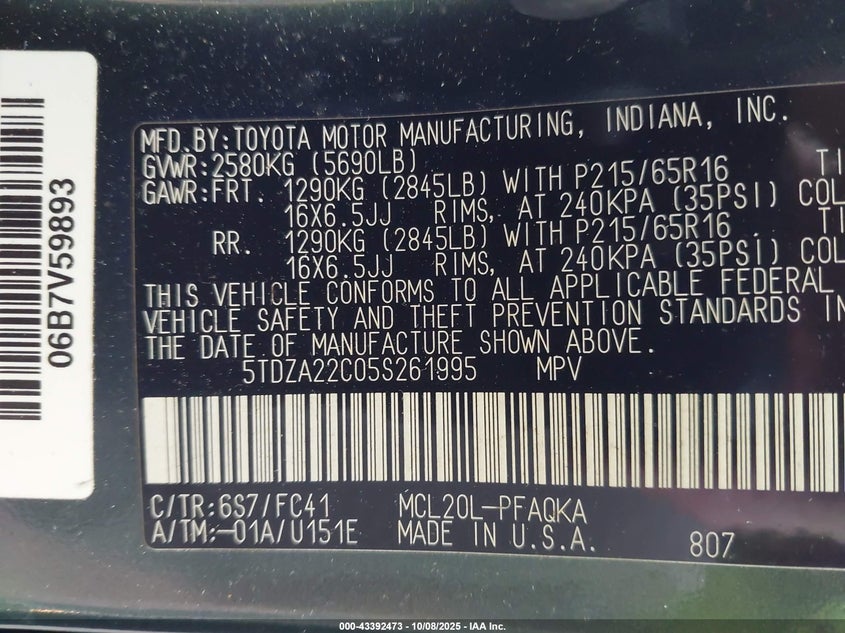 06B7V59893
MFD.BY:TOYOTA MOTOR MANUFACTURING, INDIANA, INC.
GVWR:2580KG (5690LB)
GAWR:FRT. 1290KG (2845LB) WITH P215/65R16 TI
16X6.5JJ RIMS, AT 240KPA (35PSI) COL
RR. 1290KG (2845LB) WITH P215/65R16 TI
16X6.5JJ RIMS, AT 240KPA (35PSI) COL
THIS VEHICLE CONFORMS TO ALL APPLICABLE FEDERAL
VEHICLE SAFETY AND THEFT PREVENTION STANDARDS IN
THE DATE OF MANUFACTURE SHOWN ABOVE.
5TDZA22C05S261995 MPV
C/TR:6S7/FC41 MCL20L-PFAQKA
A/TM:-01A/U151E MADE IN U.S.A. 807
000-43392473 - 10/08/2025 - IAA Inc.